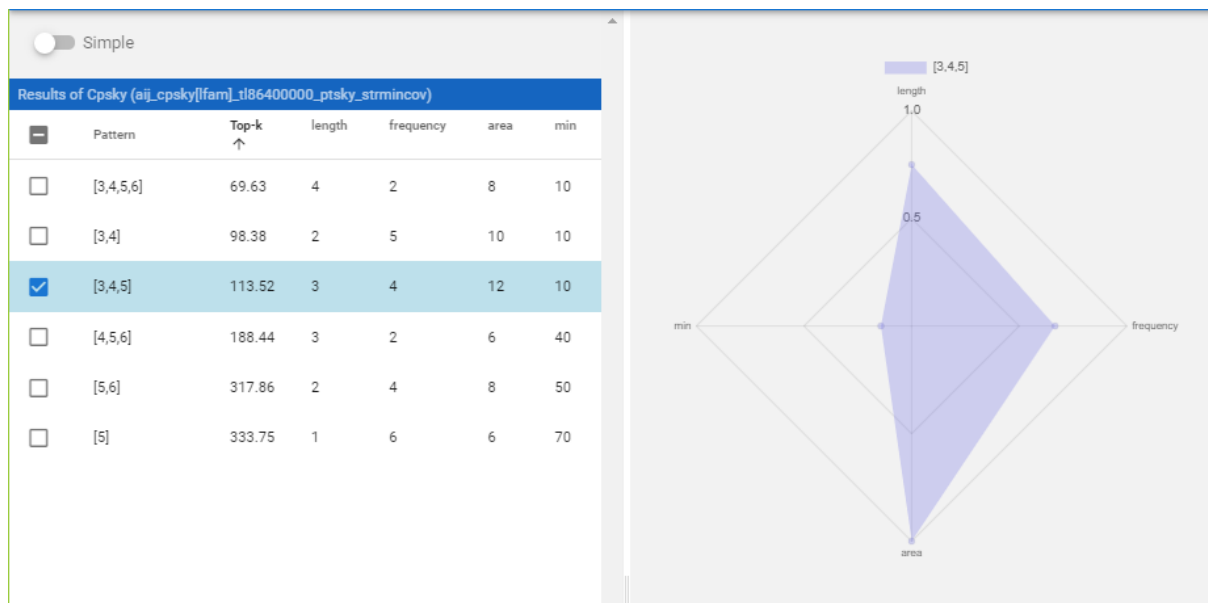 Simple
Results of Cpsky (aij_cpsky[lfam]_tl86400000_ptsky_strmincov)
Pattern Top-k length frequency area min
[3,4,5,6] 69.63 4 2 8 10
[3,4] 98.38 2 5 10 10
[3,4,5] 113.52 3 4 12 10
[4,5,6] 188.44 3 2 6 40
[5,6] 317.86 2 4 8 50
[5] 333.75 1 6 6 70
[3,4,5]
length
1.0
0.5
min frequency
area